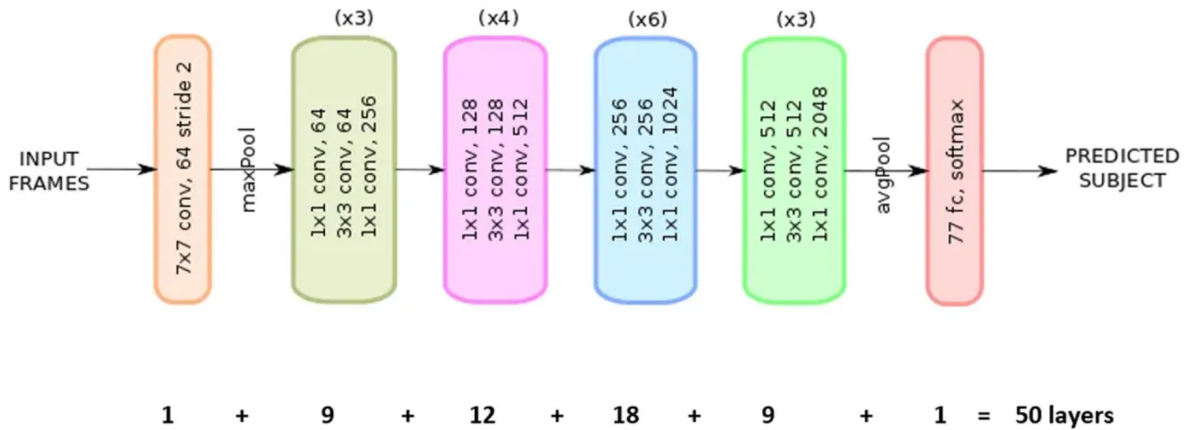 (x3) (x4) (x6) (x3)
INPUT
FRAMES
7x7 conv, 64 stride 2
maxPool
1x1 conv, 64
3x3 conv, 64
1x1 conv, 256
1x1 conv, 128
3x3 conv, 128
1x1 conv, 512
1x1 conv, 256
3x3 conv, 256
1x1 conv, 1024
1x1 conv, 512
3x3 conv, 512
1x1 conv, 2048
avgPool
77 fc, softmax
PREDICTED
SUBJECT
1 + 9 + 12 + 18 + 9 + 1 = 50 layers